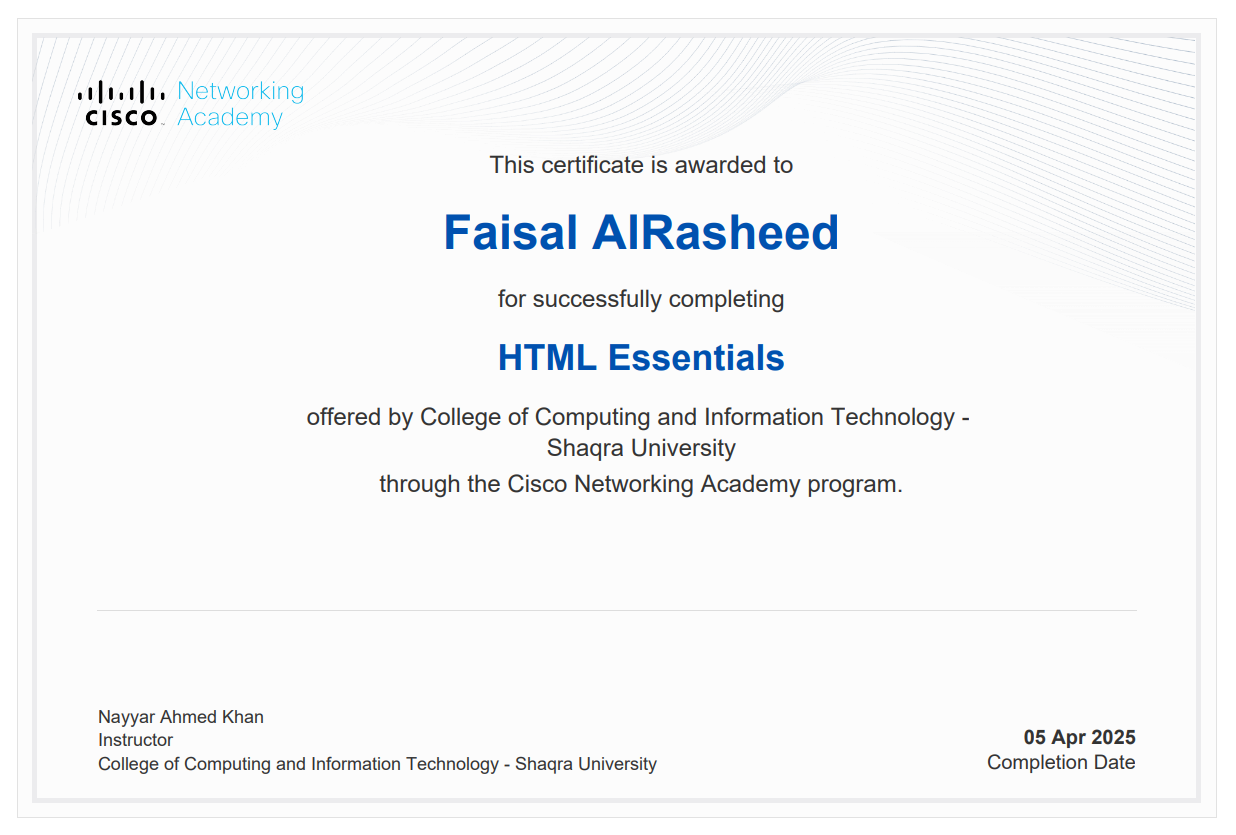 CISCO Networking
Academy
This certificate is awarded to
Faisal AlRasheed
for successfully completing
HTML Essentials
offered by College of Computing and Information Technology -
Shaqra University
through the Cisco Networking Academy program.
Nayyar Ahmed Khan
Instructor
College of Computing and Information Technology - Shaqra University
05 Apr 2025
Completion Date